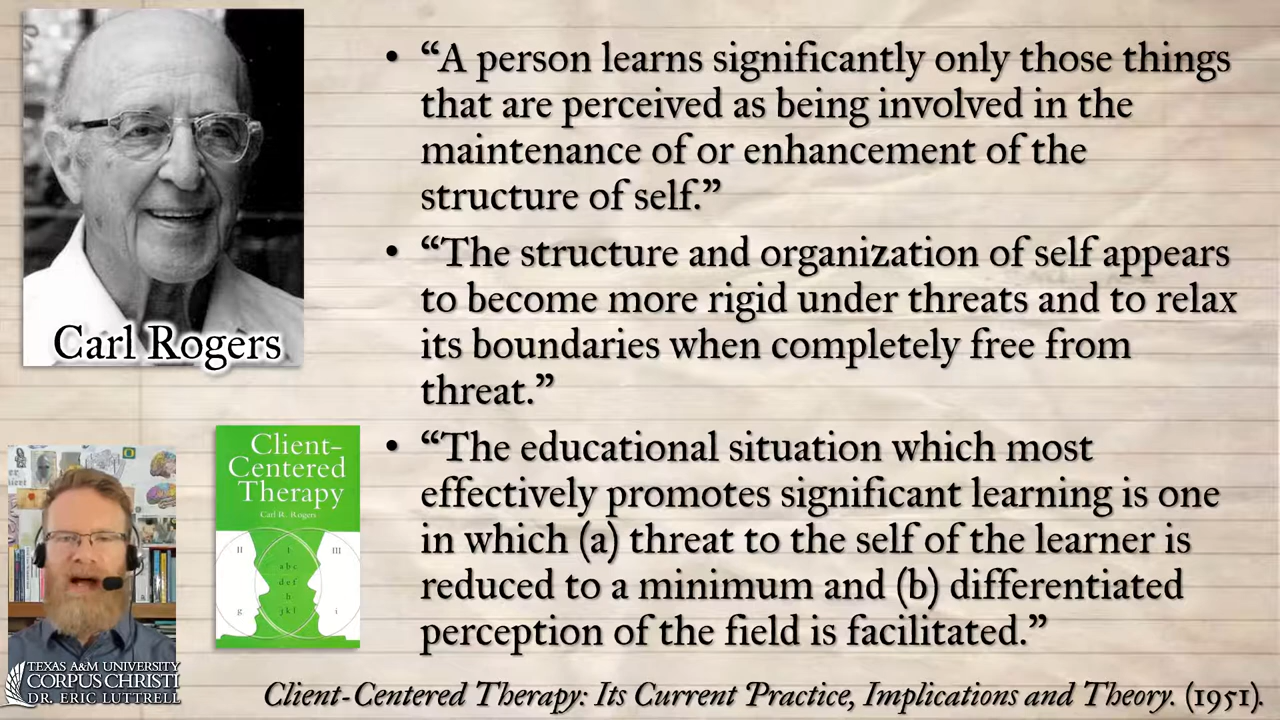 Carl Rogers
• “A person learns significantly only those things
that are perceived as being involved in the
maintenance of or enhancement of the
structure of self.”
• “The structure and organization of self appears
to become more rigid under threats and to relax
its boundaries when completely free from
threat.”
• “The educational situation which most
effectively promotes significant learning is one
in which (a) threat to the self of the learner is
reduced to a minimum and (b) differentiated
perception of the field is facilitated.”
Client-
Centered
Therapy
Carl R. Rogers
II I III
a b c
d e f
h
g j k l i
TEXAS A&M UNIVERSITY
CORPUS CHRISTI
DR. ERIC LUTTRELL
Client-Centered Therapy: Its Current Practice, Implications and Theory. (1951).